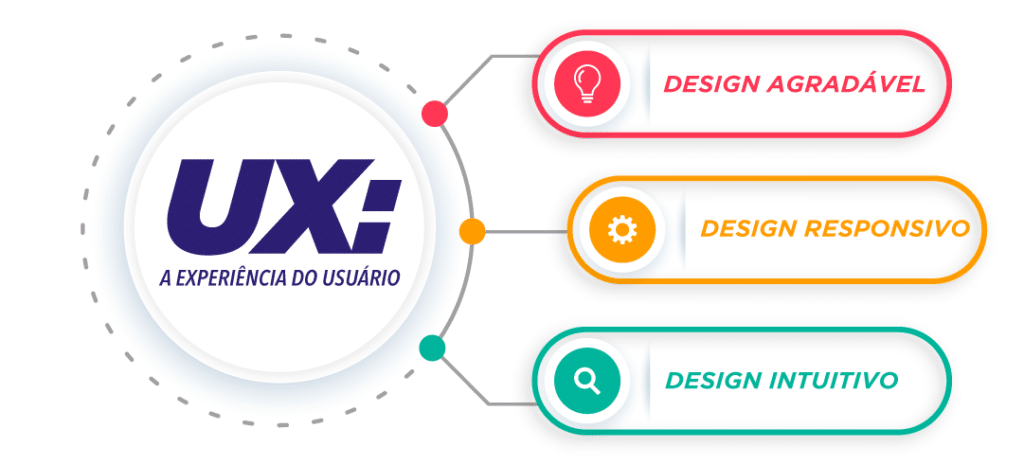 UX:
A EXPERIÊNCIA DO USUÁRIO
DESIGN AGRADÁVEL
DESIGN RESPONSIVO
DESIGN INTUITIVO